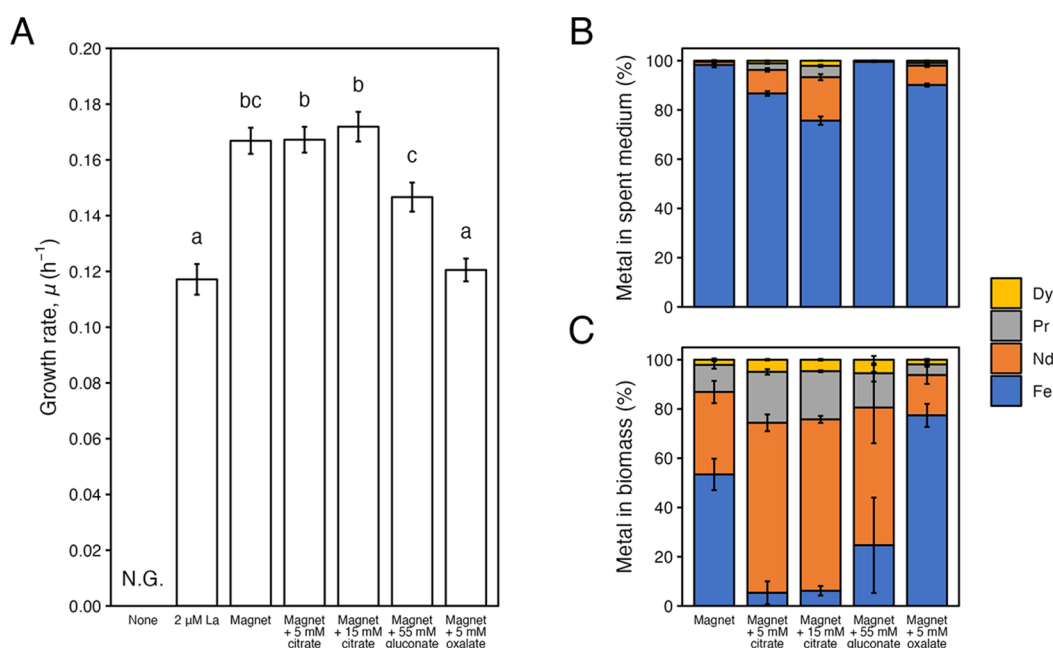 A
0.20
0.18
0.16
0.14
0.12
0.10
0.08
0.06
0.04
0.02
0.00
Growth rate, μ (h⁻¹)
N.G.
a
bc
b
b
c
a
None
2 μM La
Magnet
Magnet
+ 5 mM
citrate
Magnet
+ 15 mM
citrate
Magnet
+ 55 mM
gluconate
Magnet
+ 5 mM
oxalate
B
100
80
60
40
20
0
Metal in spent medium (%)
C
100
80
60
40
20
0
Metal in biomass (%)
Magnet
Magnet
+ 5 mM
citrate
Magnet
+ 15 mM
citrate
Magnet
+ 55 mM
gluconate
Magnet
+ 5 mM
oxalate
Dy
Pr
Nd
Fe